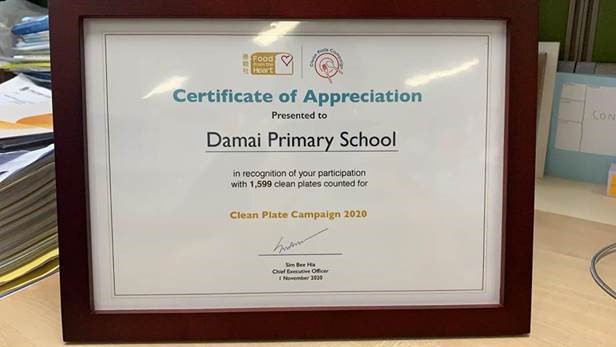 Food
from the
Heart
Clean Plate Campaign
Certificate of Appreciation
Presented to
Damai Primary School
in recognition of your participation
with 1,599 clean plates counted for
Clean Plate Campaign 2020
Sim Bee Hia
Chief Executive Officer
1 November 2020
CON